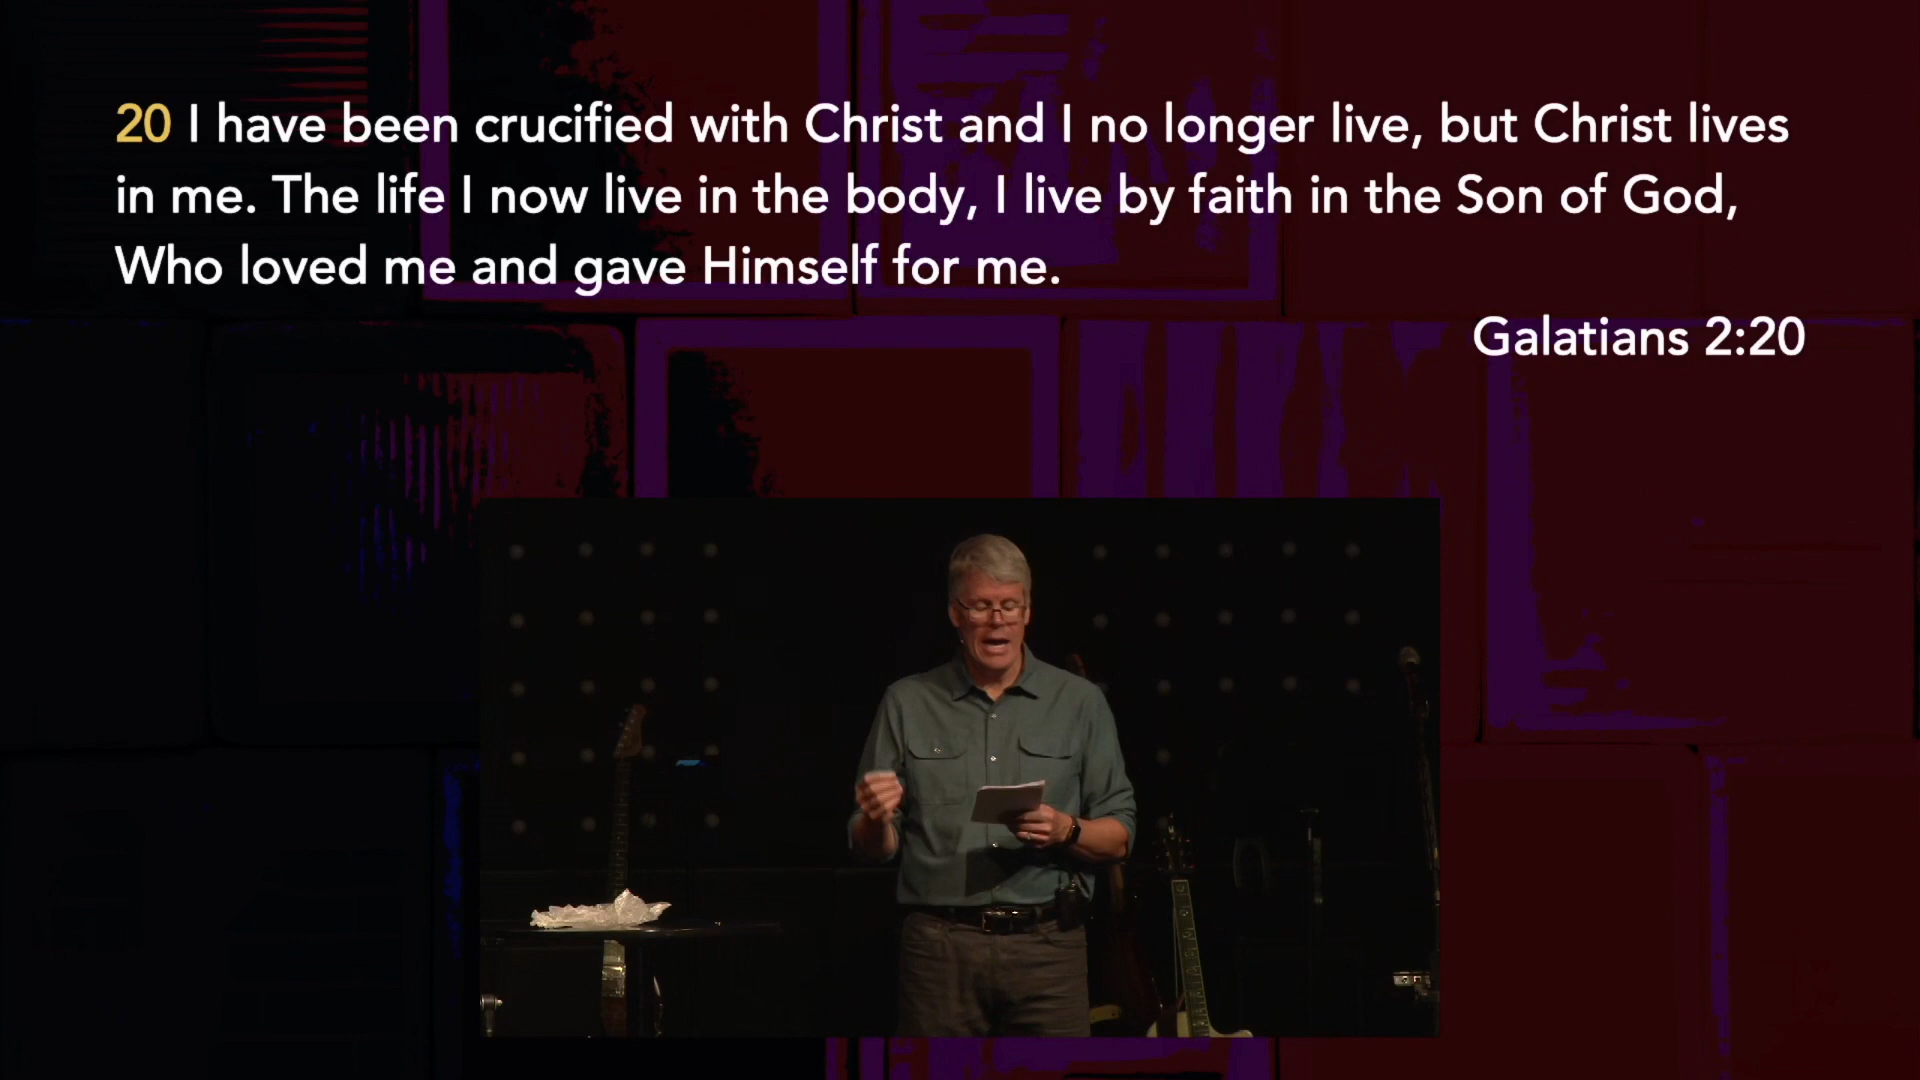 20 I have been crucified with Christ and I no longer live, but Christ lives
in me. The life I now live in the body, I live by faith in the Son of God,
Who loved me and gave Himself for me.
Galatians 2:20